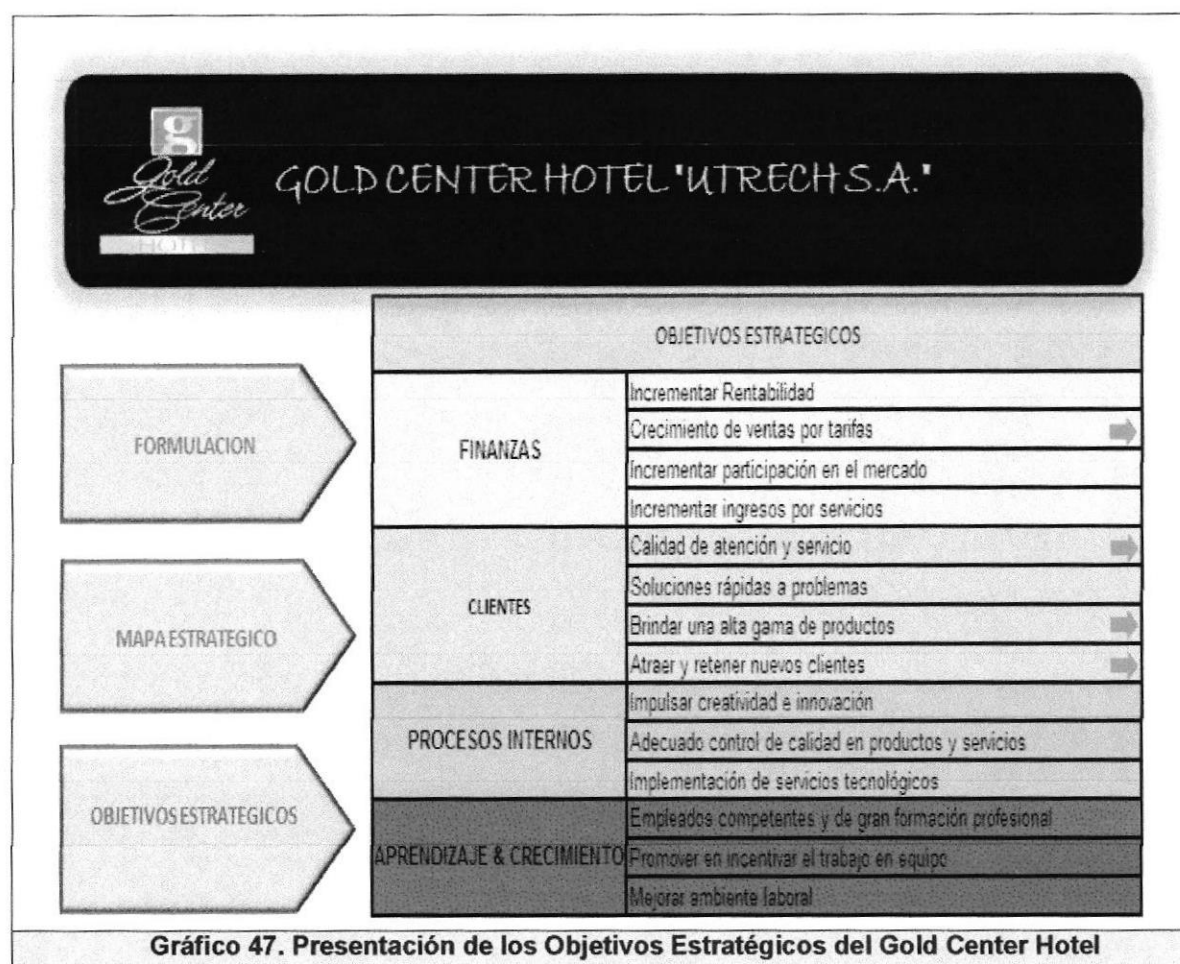 g
Gold
Center
HOTEL
GOLD CENTER HOTEL "UTRECH S.A."
FORMULACION
MAPA ESTRATEGICO
OBJETIVOS ESTRATEGICOS
OBJETIVOS ESTRATEGICOS
FINANZAS
Incrementar Rentabilidad
Crecimiento de ventas por tarifas
Incrementar participación en el mercado
Incrementar ingresos por servicios
CLIENTES
Calidad de atención y servicio
Soluciones rápidas a problemas
Brindar una alta gama de productos
Atraer y retener nuevos clientes
PROCESOS INTERNOS
Impulsar creatividad e innovación
Adecuado control de calidad en productos y servicios
Implementación de servicios tecnológicos
APRENDIZAJE & CRECIMIENTO
Empleados competentes y de gran formación profesional
Promover en incentivar el trabajo en equipo
Mejorar ambiente laboral
Gráfico 47. Presentación de los Objetivos Estratégicos del Gold Center Hotel